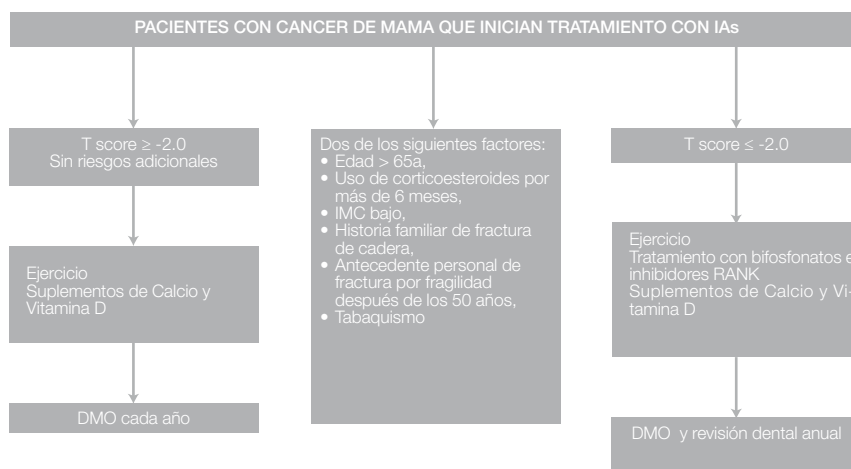 PACIENTES CON CANCER DE MAMA QUE INICIAN TRATAMIENTO CON IAs
T score ≥ -2.0
Sin riesgos adicionales
Ejercicio
Suplementos de Calcio y
Vitamina D
DMO cada año
Dos de los siguientes factores:
• Edad > 65a,
• Uso de corticoesteroides por
más de 6 meses,
• IMC bajo,
• Historia familiar de fractura
de cadera,
• Antecedente personal de
fractura por fragilidad
después de los 50 años,
• Tabaquismo
T score ≤ -2.0
Ejercicio
Tratamiento con bifosfonatos e
inhibidores RANK
Suplementos de Calcio y Vi-
tamina D
DMO y revisión dental anual